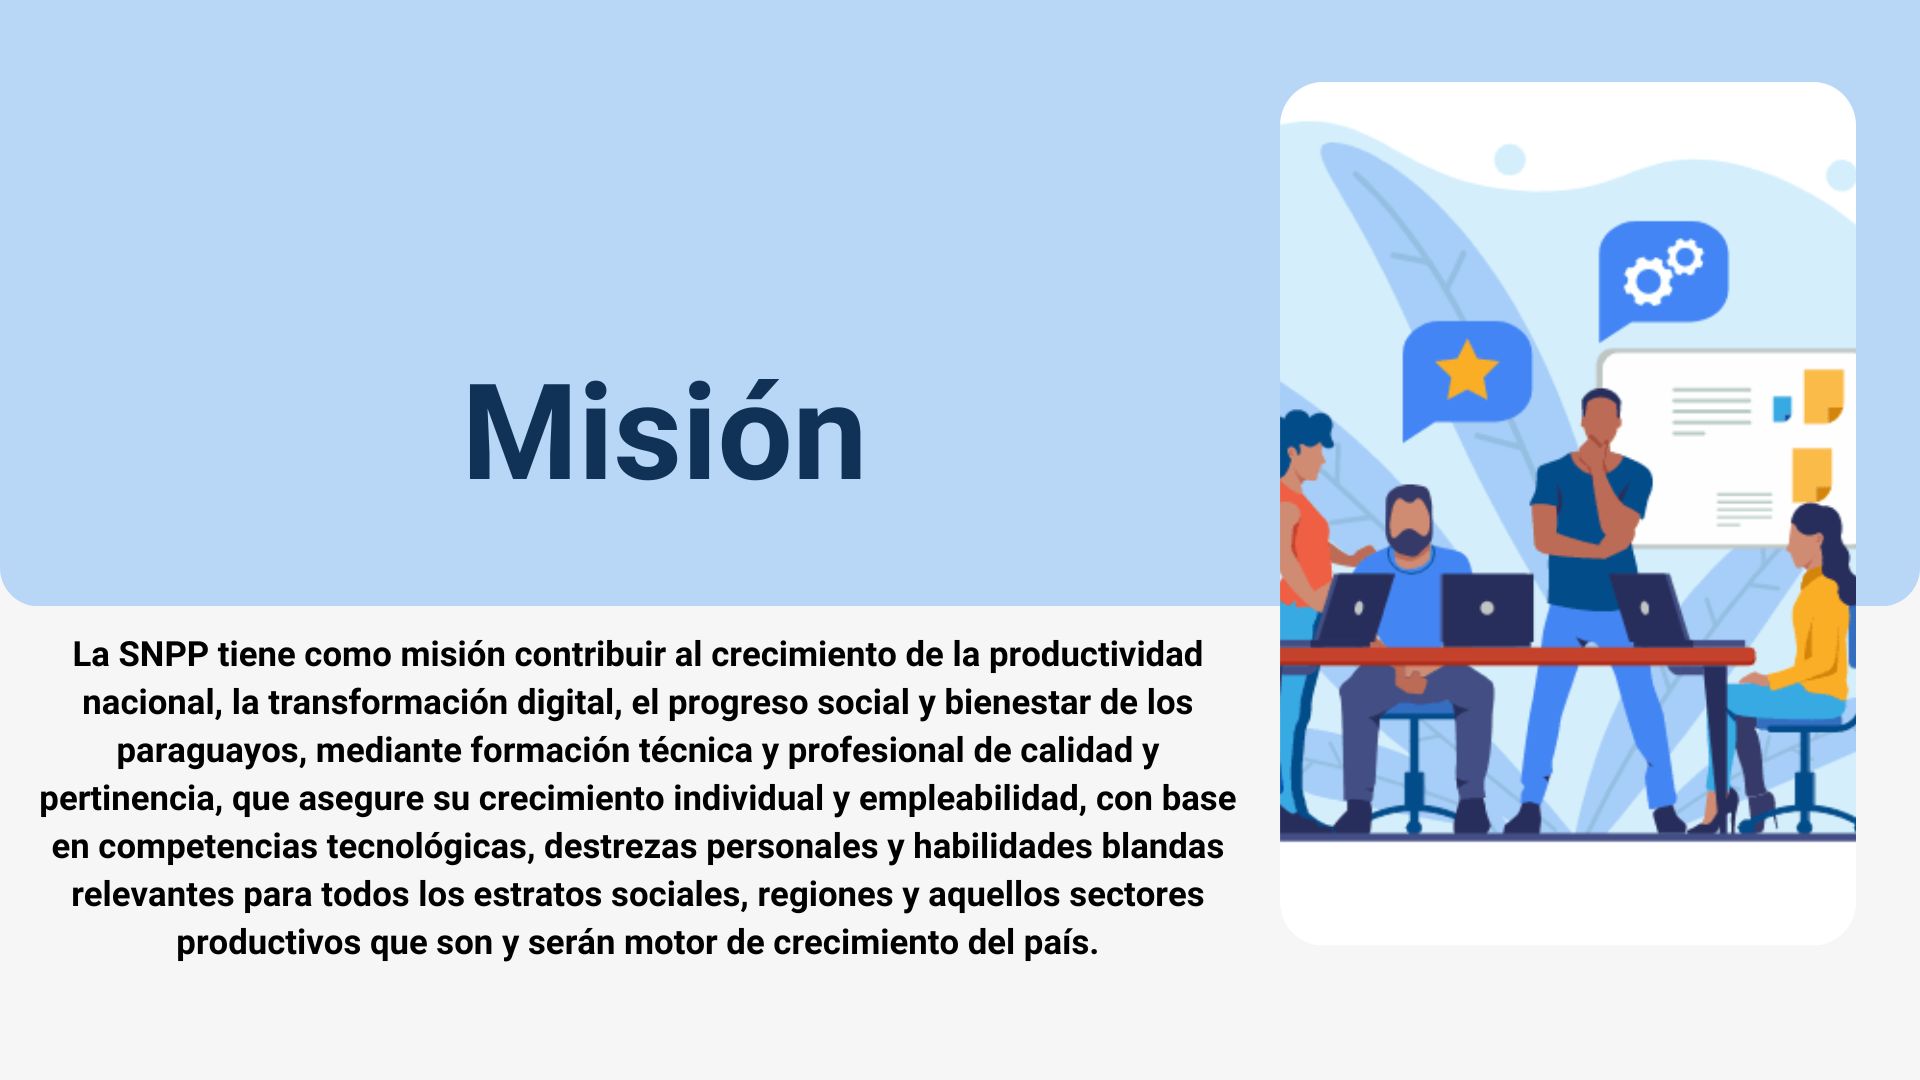 Misión
La SNPP tiene como misión contribuir al crecimiento de la productividad
nacional, la transformación digital, el progreso social y bienestar de los
paraguayos, mediante formación técnica y profesional de calidad y
pertinencia, que asegure su crecimiento individual y empleabilidad, con base
en competencias tecnológicas, destrezas personales y habilidades blandas
relevantes para todos los estratos sociales, regiones y aquellos sectores
productivos que son y serán motor de crecimiento del país.